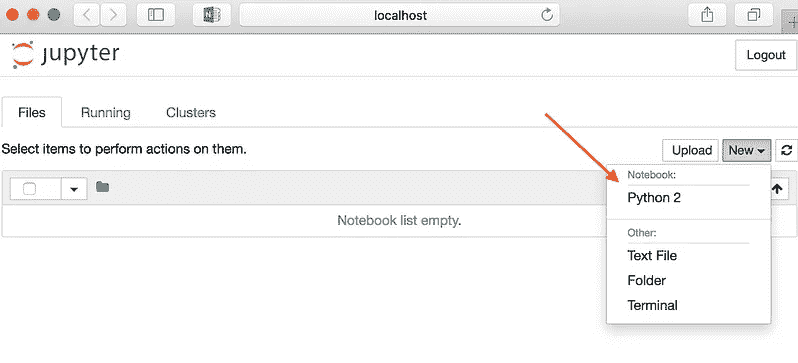 localhost
jupyter
Logout
Files Running Clusters
Select items to perform actions on them.
Upload New
Notebook:
Python 2
Notebook list empty.
Other:
Text File
Folder
Terminal